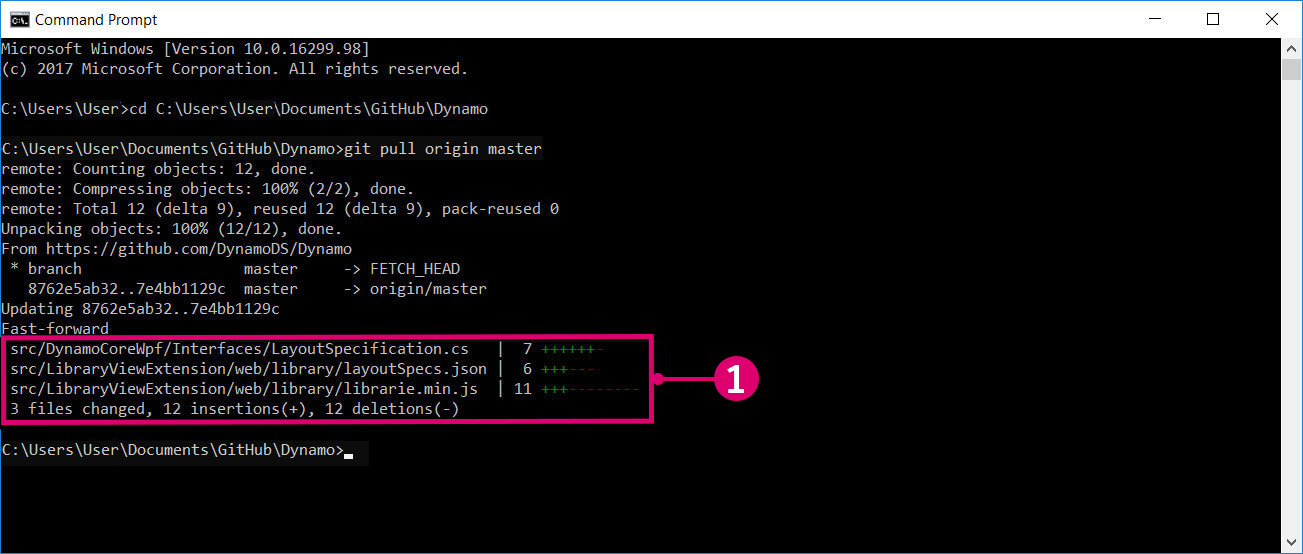 Command Prompt
Microsoft Windows [Version 10.0.16299.98]
(c) 2017 Microsoft Corporation. All rights reserved.
C:\Users\User>cd C:\Users\User\Documents\GitHub\Dynamo
C:\Users\User\Documents\GitHub\Dynamo>git pull origin master
remote: Counting objects: 12, done.
remote: Compressing objects: 100% (2/2), done.
remote: Total 12 (delta 9), reused 12 (delta 9), pack-reused 0
Unpacking objects: 100% (12/12), done.
From https://github.com/DynamoDS/Dynamo
 * branch                  master     -> FETCH_HEAD
   8762e5ab32..7e4bb1129c  master     -> origin/master
Updating 8762e5ab32..7e4bb1129c
Fast-forward
 src/DynamoCoreWpf/Interfaces/LayoutSpecification.cs   |  7 ++++++-
 src/LibraryViewExtension/web/library/layoutSpecs.json |  6 +++---
 src/LibraryViewExtension/web/library/librarie.min.js  | 11 +++--------
 3 files changed, 12 insertions(+), 12 deletions(-)
1
C:\Users\User\Documents\GitHub\Dynamo>